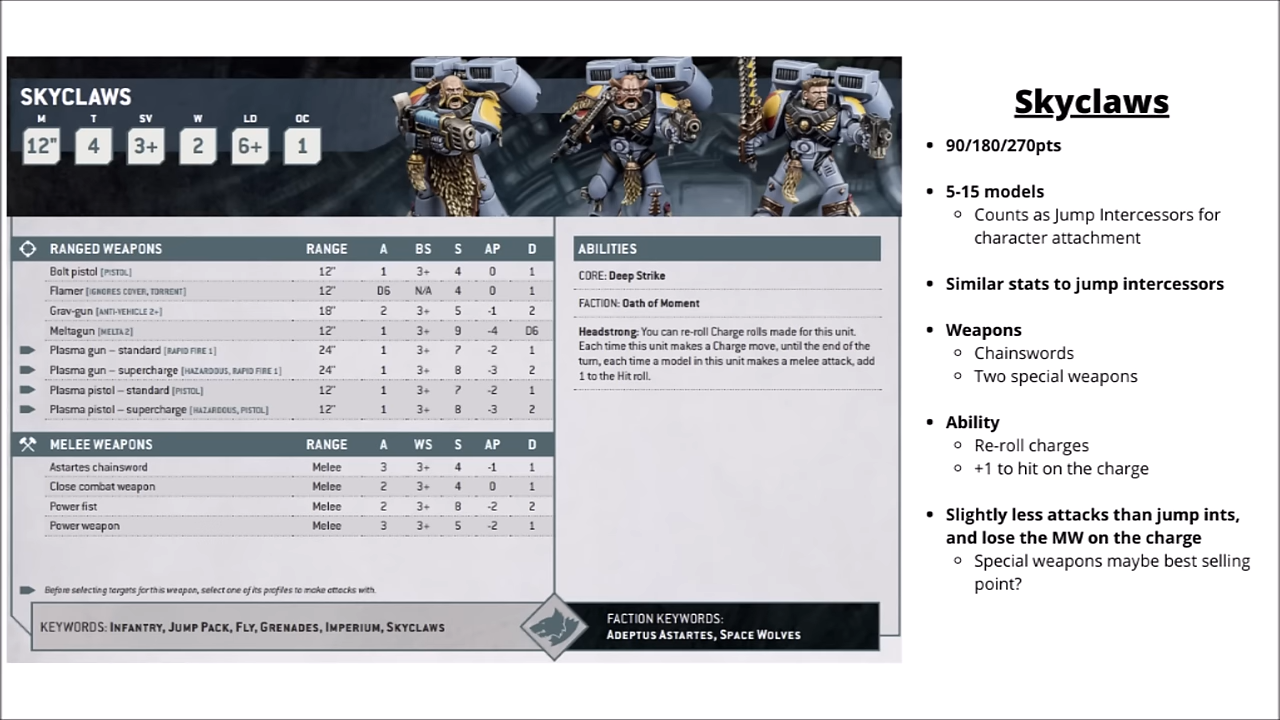 SKYCLAWS
M T SV W LD OC
12" 4 3+ 2 6+ 1
RANGED WEAPONS RANGE A BS S AP D
Bolt pistol [PISTOL] 12" 1 3+ 4 0 1
Flamer [IGNORES COVER, TORRENT] 12" D6 N/A 4 0 1
Grav-gun [ANTI-VEHICLE 2+] 18" 2 3+ 5 -1 2
Meltagun [MELTA 2] 12" 1 3+ 9 -4 D6
Plasma gun – standard [RAPID FIRE 1] 24" 1 3+ 7 -2 1
Plasma gun – supercharge [HAZARDOUS, RAPID FIRE 1] 24" 1 3+ 8 -3 2
Plasma pistol – standard [PISTOL] 12" 1 3+ 7 -2 1
Plasma pistol – supercharge [HAZARDOUS, PISTOL] 12" 1 3+ 8 -3 2
MELEE WEAPONS RANGE A WS S AP D
Astartes chainsword Melee 3 3+ 4 -1 1
Close combat weapon Melee 2 3+ 4 0 1
Power fist Melee 2 3+ 8 -2 2
Power weapon Melee 3 3+ 5 -2 1
Before selecting targets for this weapon, select one of its profiles to make attacks with.
KEYWORDS: INFANTRY, JUMP PACK, FLY, GRENADES, IMPERIUM, SKYCLAWS
ABILITIES
CORE: Deep Strike
FACTION: Oath of Moment
Headstrong: You can re-roll Charge rolls made for this unit.
Each time this unit makes a Charge move, until the end of the
turn, each time a model in this unit makes a melee attack, add
1 to the Hit roll.
FACTION KEYWORDS:
ADEPTUS ASTARTES, SPACE WOLVES
Skyclaws
• 90/180/270pts
• 5-15 models
◦ Counts as Jump Intercessors for
character attachment
• Similar stats to jump intercessors
• Weapons
◦ Chainswords
◦ Two special weapons
• Ability
◦ Re-roll charges
◦ +1 to hit on the charge
• Slightly less attacks than jump ints,
and lose the MW on the charge
◦ Special weapons maybe best selling
point?